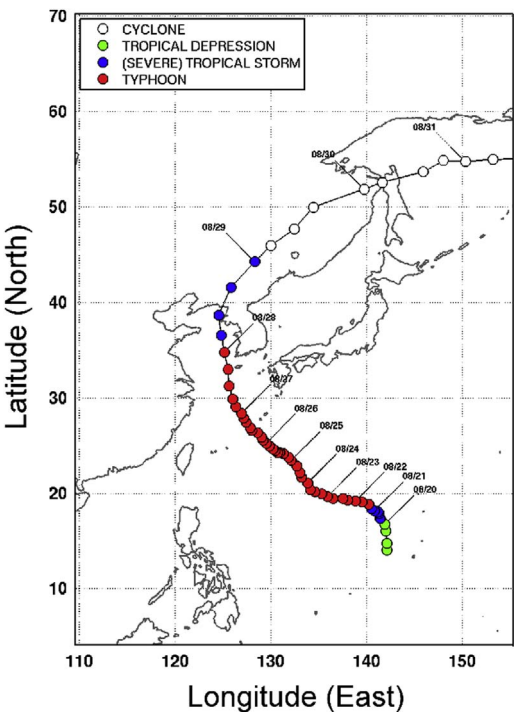 70
CYCLONE
TROPICAL DEPRESSION
(SEVERE) TROPICAL STORM
TYPHOON
60
08/31
08/30
50
08/29
40
08/28
30
08/27
08/26
08/25
08/24
08/23
08/22
20
08/21
08/20
10
110 120 130 140 150
Latitude (North)
Longitude (East)